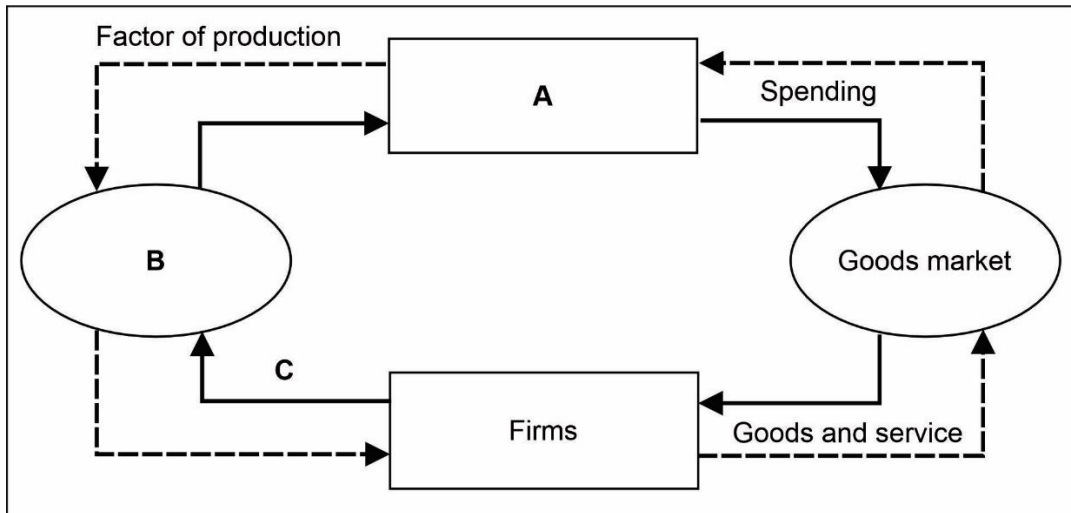 Factor of production
A
Spending
B
Goods market
C
Firms
Goods and service